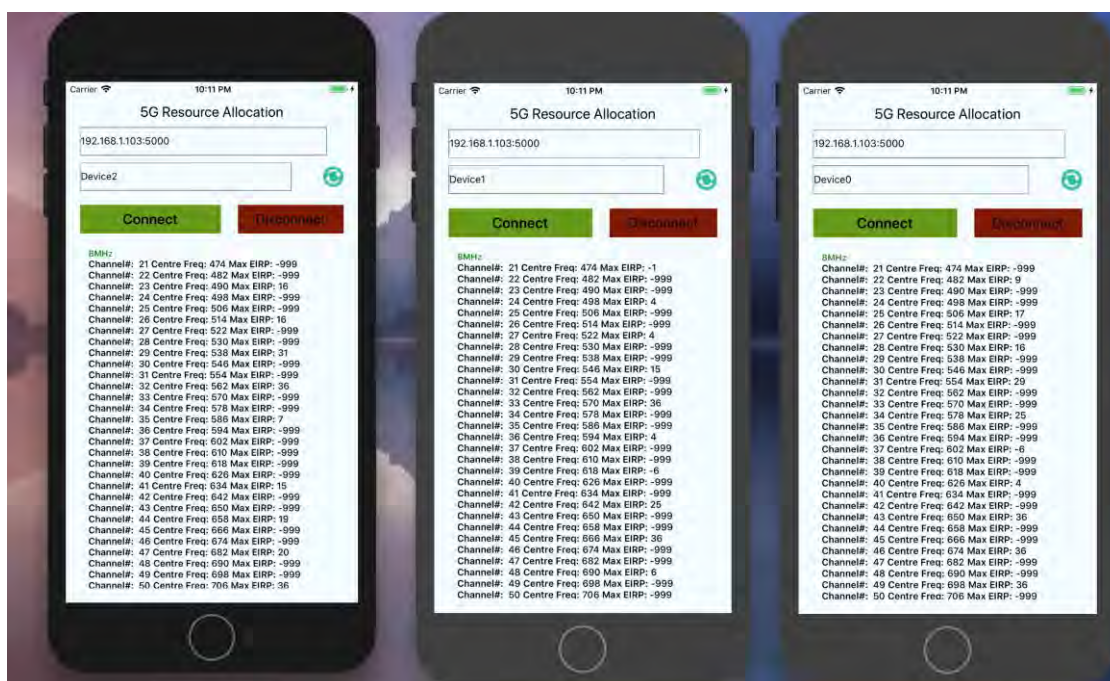 Carrier 10:11 PM
5G Resource Allocation
192.168.1.103:5000
Device2
Connect Disconnect
8MHz
Channel#: 21 Centre Freq: 474 Max EIRP: -999
Channel#: 22 Centre Freq: 482 Max EIRP: -999
Channel#: 23 Centre Freq: 490 Max EIRP: 16
Channel#: 24 Centre Freq: 498 Max EIRP: -999
Channel#: 25 Centre Freq: 506 Max EIRP: -999
Channel#: 26 Centre Freq: 514 Max EIRP: 16
Channel#: 27 Centre Freq: 522 Max EIRP: -999
Channel#: 28 Centre Freq: 530 Max EIRP: -999
Channel#: 29 Centre Freq: 538 Max EIRP: 31
Channel#: 30 Centre Freq: 546 Max EIRP: -999
Channel#: 31 Centre Freq: 554 Max EIRP: -999
Channel#: 32 Centre Freq: 562 Max EIRP: 36
Channel#: 33 Centre Freq: 570 Max EIRP: -999
Channel#: 34 Centre Freq: 578 Max EIRP: -999
Channel#: 35 Centre Freq: 586 Max EIRP: 7
Channel#: 36 Centre Freq: 594 Max EIRP: -999
Channel#: 37 Centre Freq: 602 Max EIRP: -999
Channel#: 38 Centre Freq: 610 Max EIRP: -999
Channel#: 39 Centre Freq: 618 Max EIRP: -999
Channel#: 40 Centre Freq: 626 Max EIRP: -999
Channel#: 41 Centre Freq: 634 Max EIRP: 15
Channel#: 42 Centre Freq: 642 Max EIRP: -999
Channel#: 43 Centre Freq: 650 Max EIRP: -999
Channel#: 44 Centre Freq: 658 Max EIRP: 19
Channel#: 45 Centre Freq: 666 Max EIRP: -999
Channel#: 46 Centre Freq: 674 Max EIRP: -999
Channel#: 47 Centre Freq: 682 Max EIRP: 20
Channel#: 48 Centre Freq: 690 Max EIRP: -999
Channel#: 49 Centre Freq: 698 Max EIRP: -999
Channel#: 50 Centre Freq: 706 Max EIRP: 36
Carrier 10:11 PM
5G Resource Allocation
192.168.1.103:5000
Device1
Connect Disconnect
8MHz
Channel#: 21 Centre Freq: 474 Max EIRP: -1
Channel#: 22 Centre Freq: 482 Max EIRP: -999
Channel#: 23 Centre Freq: 490 Max EIRP: -999
Channel#: 24 Centre Freq: 498 Max EIRP: 4
Channel#: 25 Centre Freq: 506 Max EIRP: -999
Channel#: 26 Centre Freq: 514 Max EIRP: -999
Channel#: 27 Centre Freq: 522 Max EIRP: 4
Channel#: 28 Centre Freq: 530 Max EIRP: -999
Channel#: 29 Centre Freq: 538 Max EIRP: -999
Channel#: 30 Centre Freq: 546 Max EIRP: 15
Channel#: 31 Centre Freq: 554 Max EIRP: -999
Channel#: 32 Centre Freq: 562 Max EIRP: -999
Channel#: 33 Centre Freq: 570 Max EIRP: 36
Channel#: 34 Centre Freq: 578 Max EIRP: -999
Channel#: 35 Centre Freq: 586 Max EIRP: -999
Channel#: 36 Centre Freq: 594 Max EIRP: 4
Channel#: 37 Centre Freq: 602 Max EIRP: -999
Channel#: 38 Centre Freq: 610 Max EIRP: -999
Channel#: 39 Centre Freq: 618 Max EIRP: -6
Channel#: 40 Centre Freq: 626 Max EIRP: -999
Channel#: 41 Centre Freq: 634 Max EIRP: -999
Channel#: 42 Centre Freq: 642 Max EIRP: 25
Channel#: 43 Centre Freq: 650 Max EIRP: -999
Channel#: 44 Centre Freq: 658 Max EIRP: -999
Channel#: 45 Centre Freq: 666 Max EIRP: 36
Channel#: 46 Centre Freq: 674 Max EIRP: -999
Channel#: 47 Centre Freq: 682 Max EIRP: -999
Channel#: 48 Centre Freq: 690 Max EIRP: 6
Channel#: 49 Centre Freq: 698 Max EIRP: -999
Channel#: 50 Centre Freq: 706 Max EIRP: -999
Carrier 10:11 PM
5G Resource Allocation
192.168.1.103:5000
Device0
Connect Disconnect
8MHz
Channel#: 21 Centre Freq: 474 Max EIRP: -999
Channel#: 22 Centre Freq: 482 Max EIRP: 9
Channel#: 23 Centre Freq: 490 Max EIRP: -999
Channel#: 24 Centre Freq: 498 Max EIRP: -999
Channel#: 25 Centre Freq: 506 Max EIRP: 17
Channel#: 26 Centre Freq: 514 Max EIRP: -999
Channel#: 27 Centre Freq: 522 Max EIRP: -999
Channel#: 28 Centre Freq: 530 Max EIRP: 16
Channel#: 29 Centre Freq: 538 Max EIRP: -999
Channel#: 30 Centre Freq: 546 Max EIRP: -999
Channel#: 31 Centre Freq: 554 Max EIRP: 29
Channel#: 32 Centre Freq: 562 Max EIRP: -999
Channel#: 33 Centre Freq: 570 Max EIRP: -999
Channel#: 34 Centre Freq: 578 Max EIRP: 25
Channel#: 35 Centre Freq: 586 Max EIRP: -999
Channel#: 36 Centre Freq: 594 Max EIRP: -999
Channel#: 37 Centre Freq: 602 Max EIRP: -6
Channel#: 38 Centre Freq: 610 Max EIRP: -999
Channel#: 39 Centre Freq: 618 Max EIRP: -999
Channel#: 40 Centre Freq: 626 Max EIRP: 4
Channel#: 41 Centre Freq: 634 Max EIRP: -999
Channel#: 42 Centre Freq: 642 Max EIRP: -999
Channel#: 43 Centre Freq: 650 Max EIRP: 36
Channel#: 44 Centre Freq: 658 Max EIRP: -999
Channel#: 45 Centre Freq: 666 Max EIRP: -999
Channel#: 46 Centre Freq: 674 Max EIRP: 36
Channel#: 47 Centre Freq: 682 Max EIRP: -999
Channel#: 48 Centre Freq: 690 Max EIRP: -999
Channel#: 49 Centre Freq: 698 Max EIRP: 36
Channel#: 50 Centre Freq: 706 Max EIRP: -999